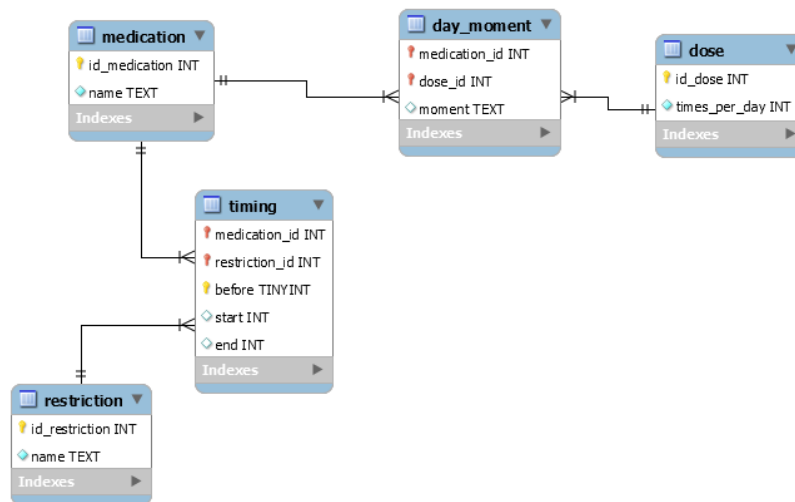 medication
id_medication INT
name TEXT
Indexes
day_moment
medication_id INT
dose_id INT
moment TEXT
Indexes
dose
id_dose INT
times_per_day INT
Indexes
timing
medication_id INT
restriction_id INT
before TINYINT
start INT
end INT
Indexes
restriction
id_restriction INT
name TEXT
Indexes